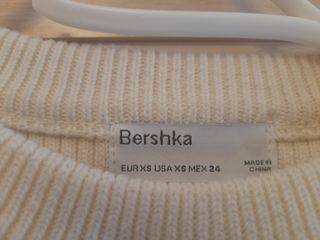 Bershka
EUR XS USA XS MEX 24
MADE IN
CHINA